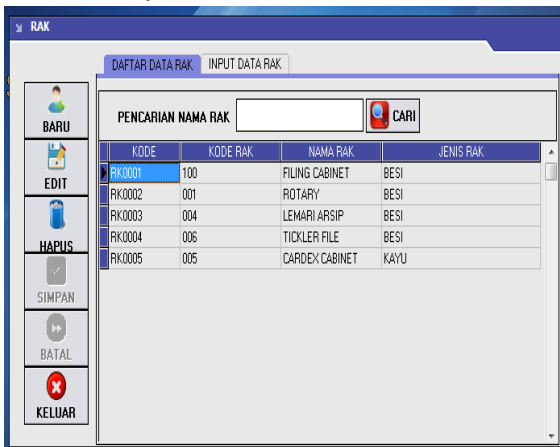 RAK
DAFTAR DATA RAK INPUT DATA RAK
BARU
EDIT
HAPUS
SIMPAN
BATAL
KELUAR
PENCARIAN NAMA RAK CARI
KODE KODE RAK NAMA RAK JENIS RAK
RK0001 100 FILING CABINET BESI
RK0002 001 ROTARY BESI
RK0003 004 LEMARI ARSIP BESI
RK0004 006 TICKLER FILE BESI
RK0005 005 CARDEX CABINET KAYU